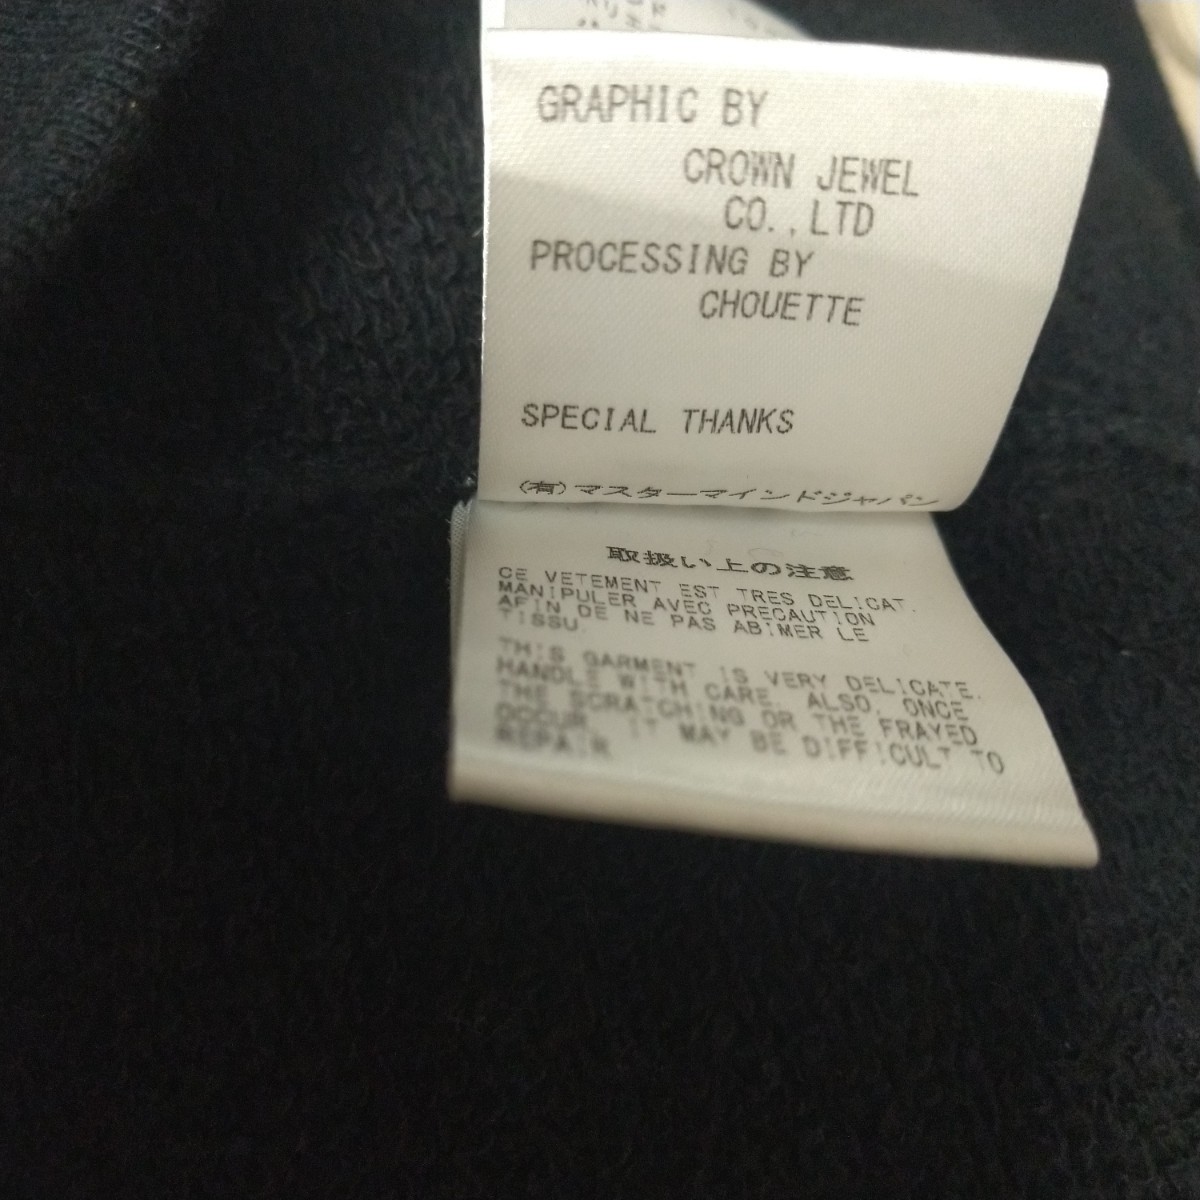 GRAPHIC BY
CROWN JEWEL
CO.,LTD
PROCESSING BY
CHOUETTE
SPECIAL THANKS
(有)マスターマインドジャパン
取扱い上の注意
CE VETEMENT EST TRES DELICAT.
MANIPULER AVEC PRECAUTION
AFIN DE NE PAS ABIMER LE
TISSU.
THIS GARMENT IS VERY DELICATE.
HANDLE WITH CARE. ALSO, ONCE
THE SCRATCHING OR THE FRAYED
OCCUR, IT MAY BE DIFFICULT TO
REPAIR